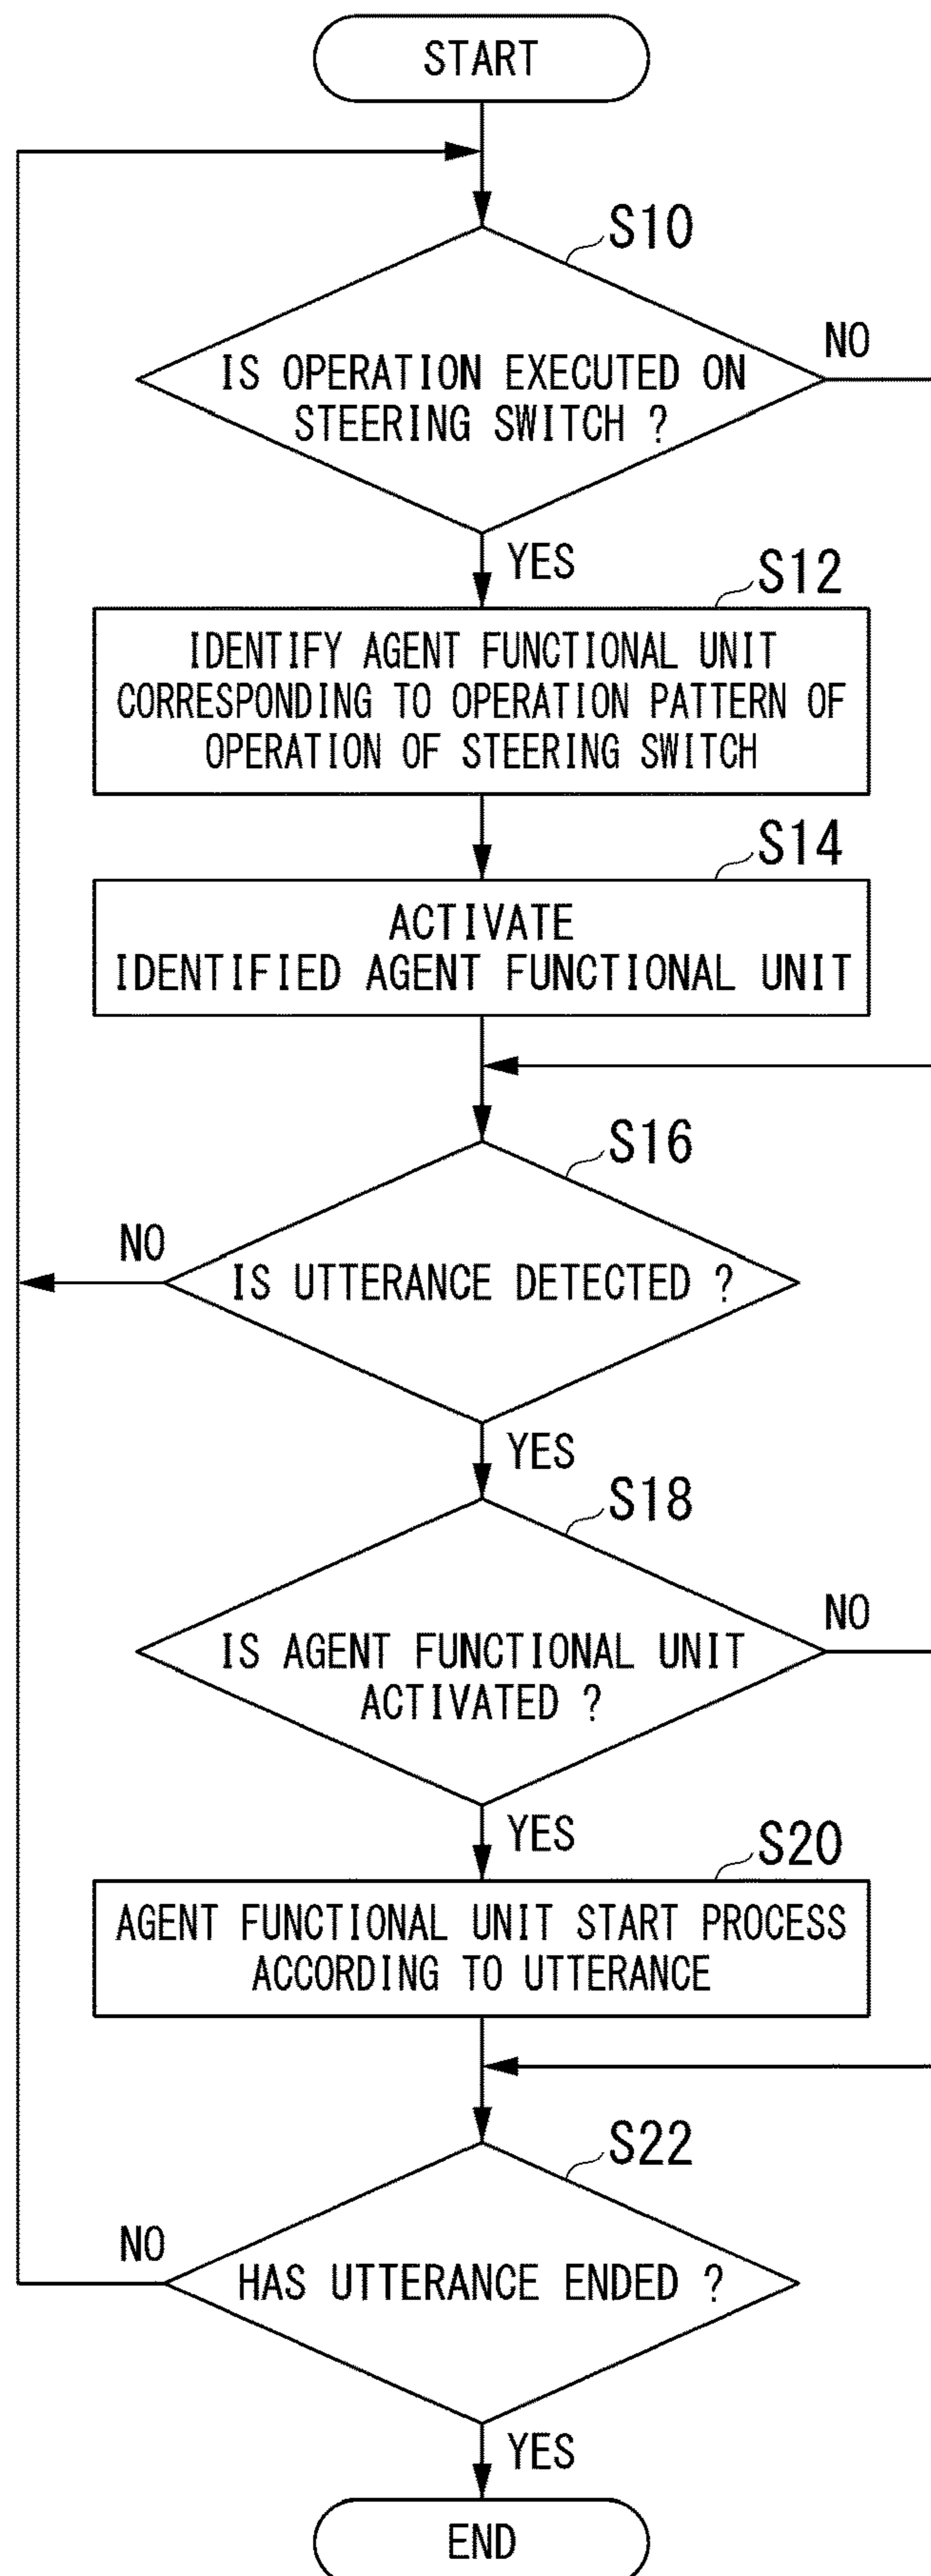 START
S10
NO
IS OPERATION EXECUTED ON
STEERING SWITCH ?
YES
S12
IDENTIFY AGENT FUNCTIONAL UNIT
CORRESPONDING TO OPERATION PATTERN OF
OPERATION OF STEERING SWITCH
S14
ACTIVATE
IDENTIFIED AGENT FUNCTIONAL UNIT
S16
NO
IS UTTERANCE DETECTED ?
YES
S18
NO
IS AGENT FUNCTIONAL UNIT
ACTIVATED ?
YES
S20
AGENT FUNCTIONAL UNIT START PROCESS
ACCORDING TO UTTERANCE
S22
NO
HAS UTTERANCE ENDED ?
YES
END